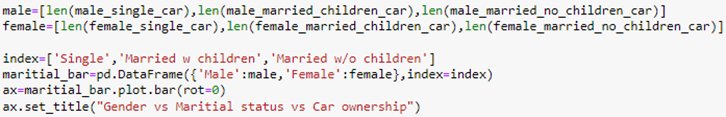 male=[len(male_single_car),len(male_married_children_car),len(male_married_no_children_car)]
female=[len(female_single_car),len(female_married_children_car),len(female_married_no_children_car)]
index=['Single','Married w children','Married w/o children']
maritial_bar=pd.DataFrame({'Male':male,'Female':female},index=index)
ax=maritial_bar.plot.bar(rot=0)
ax.set_title("Gender vs Maritial status vs Car ownership")